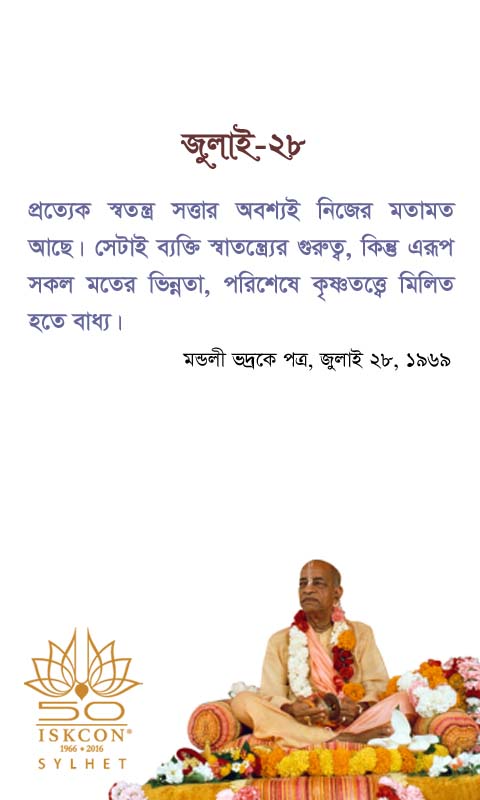 জুলাই-২৮
প্রত্যেক স্বতন্ত্র সত্তার অবশ্যই নিজের মতামত
আছে। সেটাই ব্যক্তি স্বাতন্ত্র্যের গুরুত্ব, কিন্তু এরূপ
সকল মতের ভিন্নতা, পরিশেষে কৃষ্ণতত্ত্বে মিলিত
হতে বাধ্য।
মন্ডলী ভদ্রকে পত্র, জুলাই ২৮, ১৯৬৯
50
ISKCON®
1966 • 2016
SYLHET